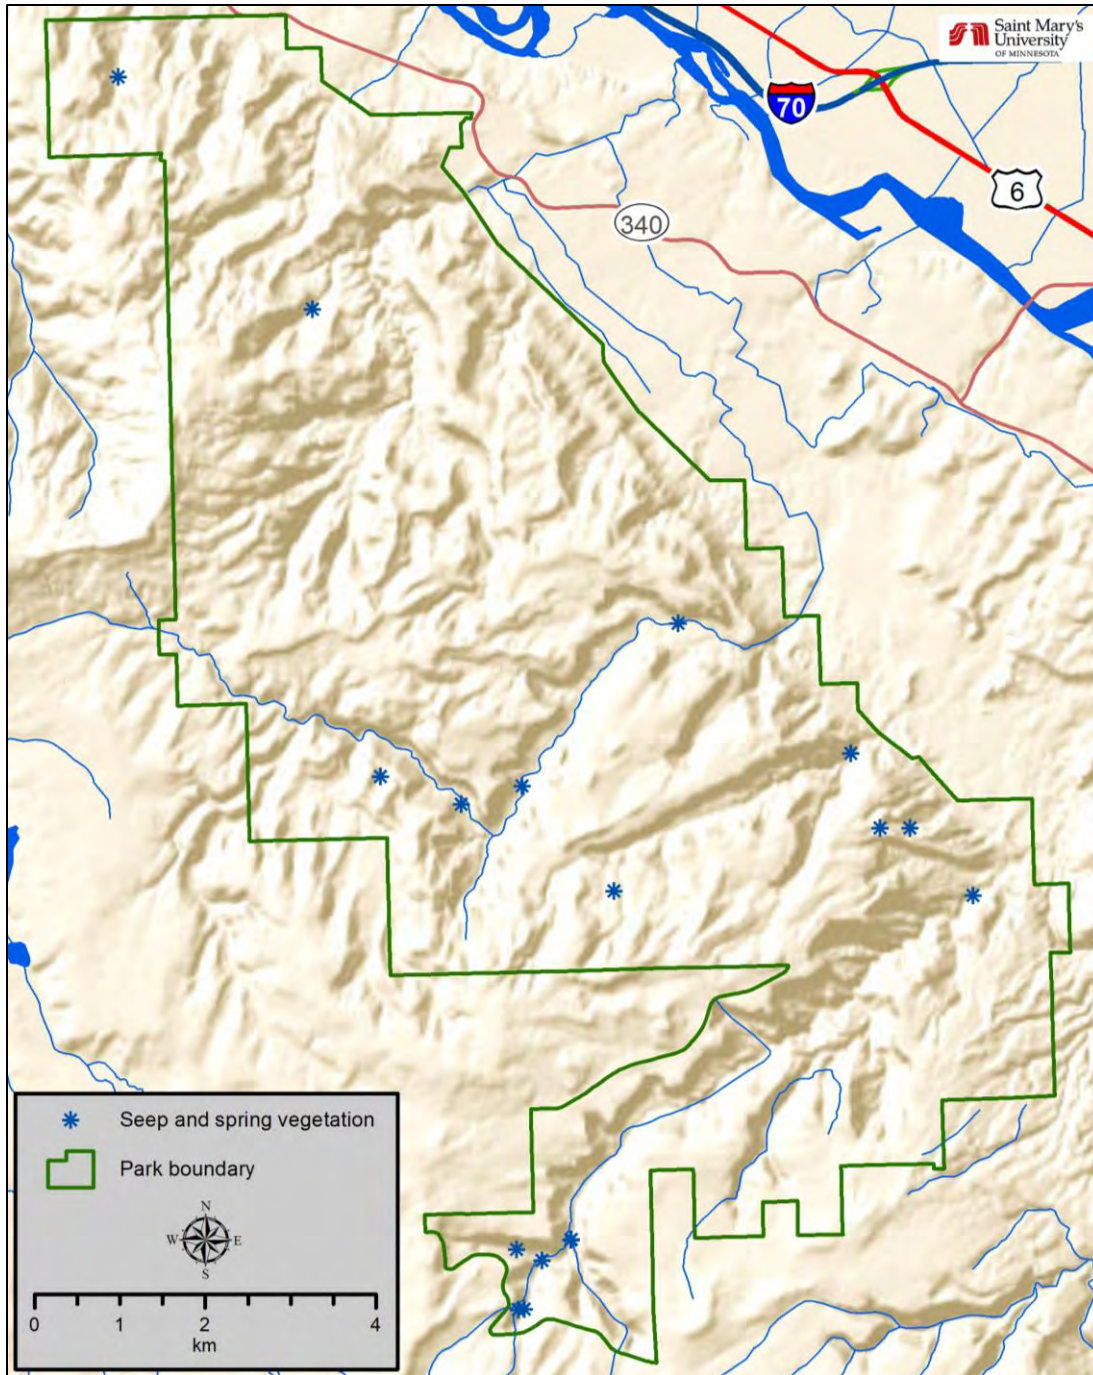 Saint Mary's
University
OF MINNESOTA
70
6
340
Seep and spring vegetation
Park boundary
N
W E
S
0 1 2 4
km